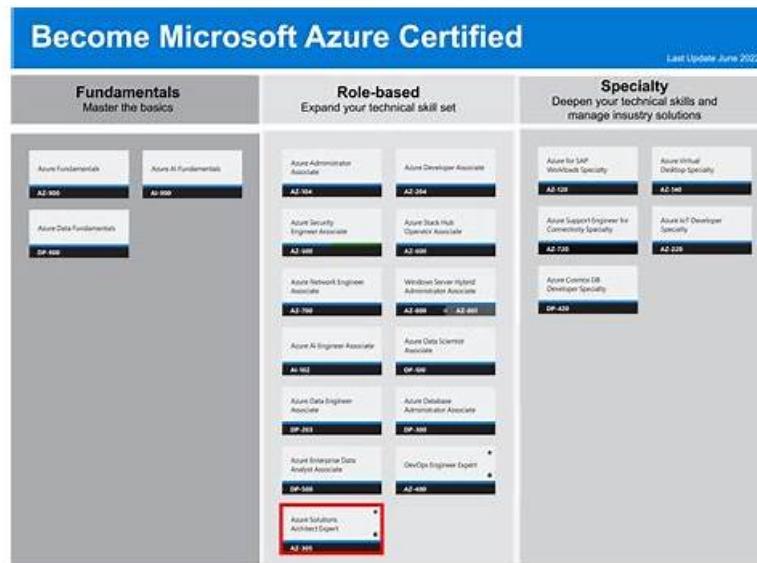 Become Microsoft Azure Certified
Last Update June 2022
Fundamentals
Master the basics
Role-based
Expand your technical skill set
Specialty
Deepen your technical skills and
manage insustry solutions
Azure Fundamentals
AZ-900
Azure AI Fundamentals
AI-900
Azure Data Fundamentals
DP-900
Azure Administrator
Associate
AZ-104
Azure Developer Associate
AZ-204
Azure Security
Engineer Associate
AZ-500
Azure Stack Hub
Operator Associate
AZ-600
Azure Network Engineer
Associate
AZ-700
Windows Server Hybrid
Administrator Associate
AZ-800 + AZ-801
Azure AI Engineer Associate
AI-102
Azure Data Scientist
Associate
DP-100
Azure Data Engineer
Associate
DP-203
Azure Database
Administrator Associate
DP-300
Azure Enterprise Data
Analyst Associate
DP-500
DevOps Engineer Expert
AZ-400
Azure Solutions
Architect Expert
AZ-305
Azure for SAP
Workloads Specialty
AZ-120
Azure Virtual
Desktop Specialty
AZ-140
Azure Support Engineer for
Connectivity Specialty
AZ-720
Azure IoT Developer
Specialty
AZ-220
Azure Cosmos DB
Developer Specialty
DP-420